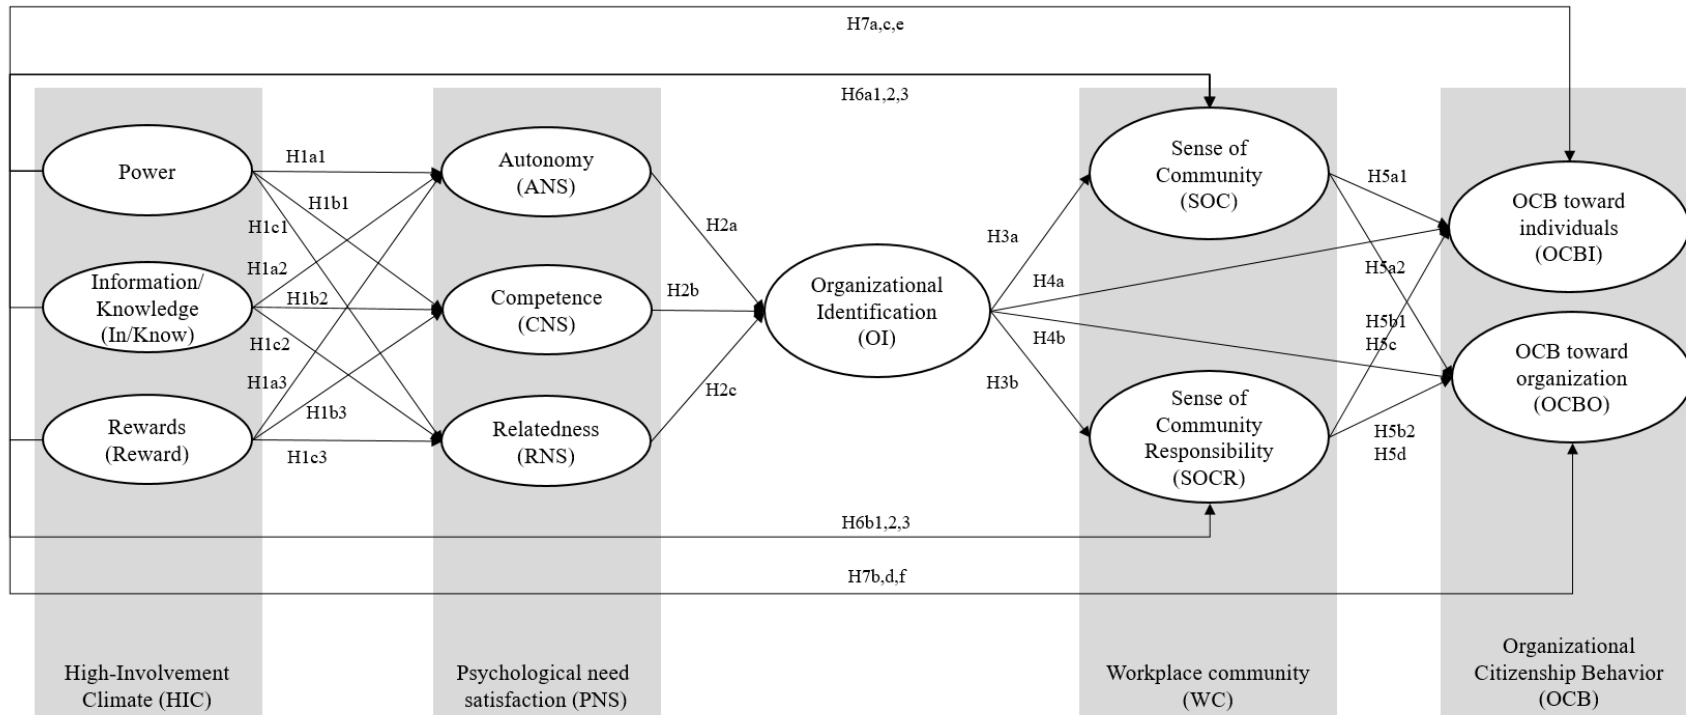 H7a,c,e
H6a1,2,3
Power
Information/
Knowledge
(In/Know)
Rewards
(Reward)
H1a1
H1b1
H1c1
H1a2
H1b2
H1c2
H1a3
H1b3
H1c3
Autonomy
(ANS)
Competence
(CNS)
Relatedness
(RNS)
H2a
H2b
H2c
Organizational
Identification
(OI)
H3a
H4a
H4b
H3b
Sense of
Community
(SOC)
Sense of
Community
Responsibility
(SOCR)
H5a1
H5a2
H5b1
H5c
H5b2
H5d
OCB toward
individuals
(OCBI)
OCB toward
organization
(OCBO)
H6b1,2,3
H7b,d,f
High-Involvement
Climate (HIC)
Psychological need
satisfaction (PNS)
Workplace community
(WC)
Organizational
Citizenship Behavior
(OCB)